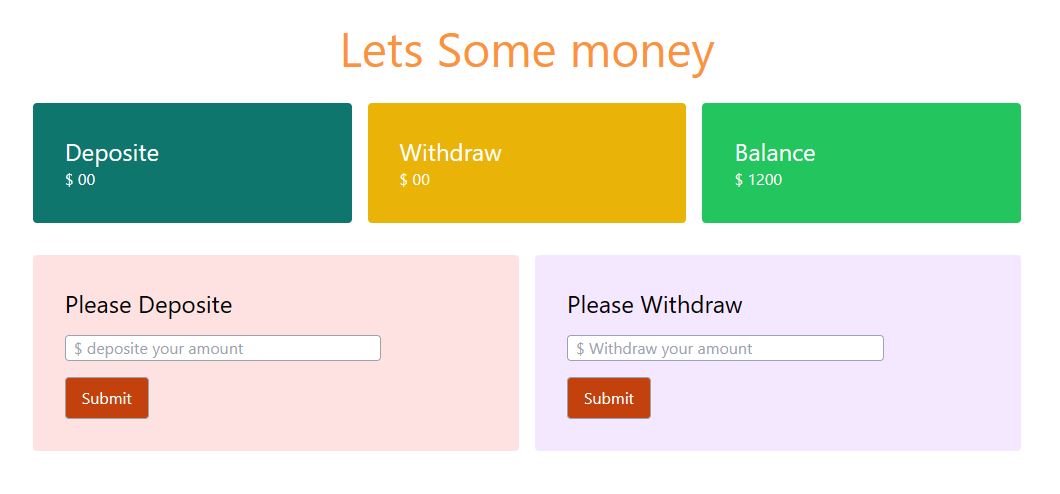 Lets Some money
Deposite
$ 00
Withdraw
$ 00
Balance
$ 1200
Please Deposite
$ deposite your amount
Submit
Please Withdraw
$ Withdraw your amount
Submit